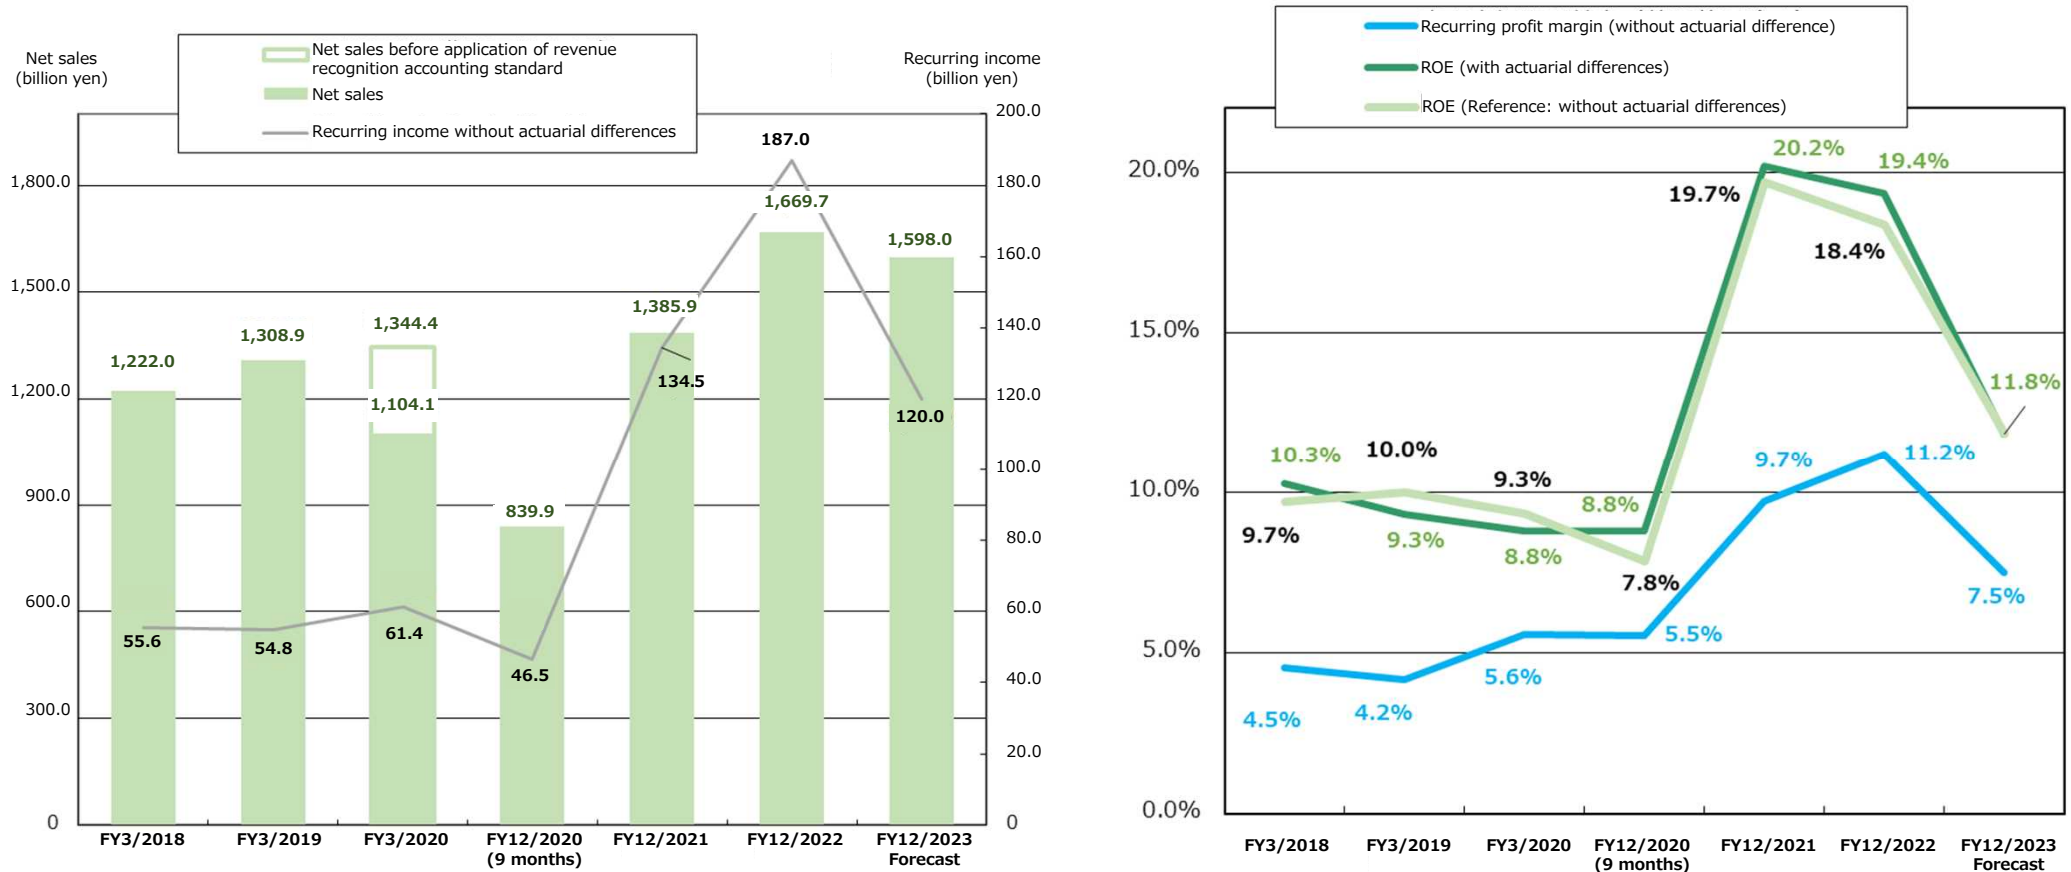 Net sales
(billion yen)
Net sales before application of revenue
recognition accounting standard
Net sales
Recurring income without actuarial differences
Recurring income
(billion yen)
1,800.0
1,500.0
1,200.0
900.0
600.0
300.0
0
200.0
180.0
160.0
140.0
120.0
100.0
80.0
60.0
40.0
20.0
0
1,222.0
1,308.9
1,344.4
1,104.1
839.9
1,385.9
1,669.7
1,598.0
55.6
54.8
61.4
46.5
134.5
187.0
120.0
FY3/2018
FY3/2019
FY3/2020
FY12/2020
(9 months)
FY12/2021
FY12/2022
FY12/2023
Forecast
Recurring profit margin (without actuarial difference)
ROE (with actuarial differences)
ROE (Reference: without actuarial differences)
20.0%
15.0%
10.0%
5.0%
0.0%
10.3%
9.3%
8.8%
8.8%
20.2%
19.4%
11.8%
9.7%
10.0%
9.3%
7.8%
19.7%
18.4%
4.5%
4.2%
5.6%
5.5%
9.7%
11.2%
7.5%
FY3/2018
FY3/2019
FY3/2020
FY12/2020
(9 months)
FY12/2021
FY12/2022
FY12/2023
Forecast